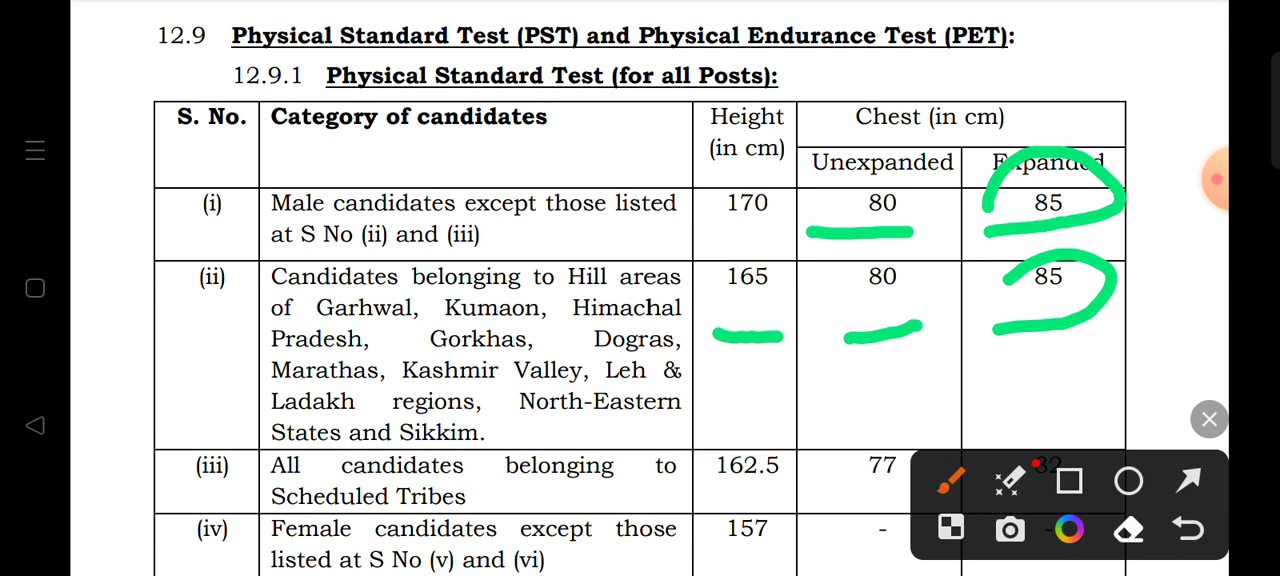 12.9 Physical Standard Test (PST) and Physical Endurance Test (PET):
12.9.1 Physical Standard Test (for all Posts):
S. No. Category of candidates Height Chest (in cm)
(in cm)
Unexpanded Expanded
(i) Male candidates except those listed 170 80 85
at S No (ii) and (iii)
(ii) Candidates belonging to Hill areas 165 80 85
of Garhwal, Kumaon, Himachal
Pradesh, Gorkhas, Dogras,
Marathas, Kashmir Valley, Leh &
Ladakh regions, North-Eastern
States and Sikkim.
(iii) All candidates belonging to 162.5 77 82
Scheduled Tribes
(iv) Female candidates except those 157 - -
listed at S No (v) and (vi)